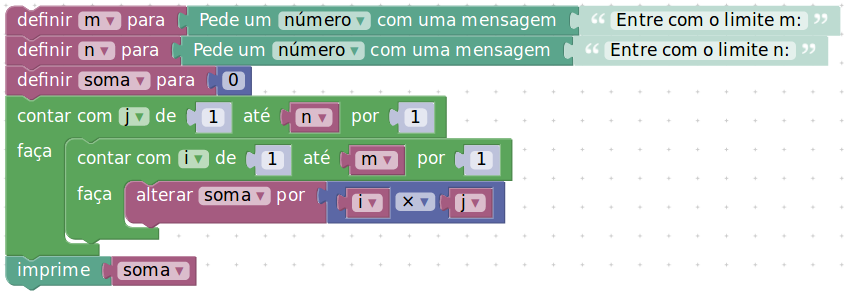 definir m ▾ para Pede um número ▾ com uma mensagem “ Entre com o limite m: ”
definir n ▾ para Pede um número ▾ com uma mensagem “ Entre com o limite n: ”
definir soma ▾ para 0
contar com j ▾ de 1 até n ▾ por 1
faça contar com i ▾ de 1 até m ▾ por 1
faça alterar soma ▾ por i ▾ × ▾ j ▾
imprime soma ▾